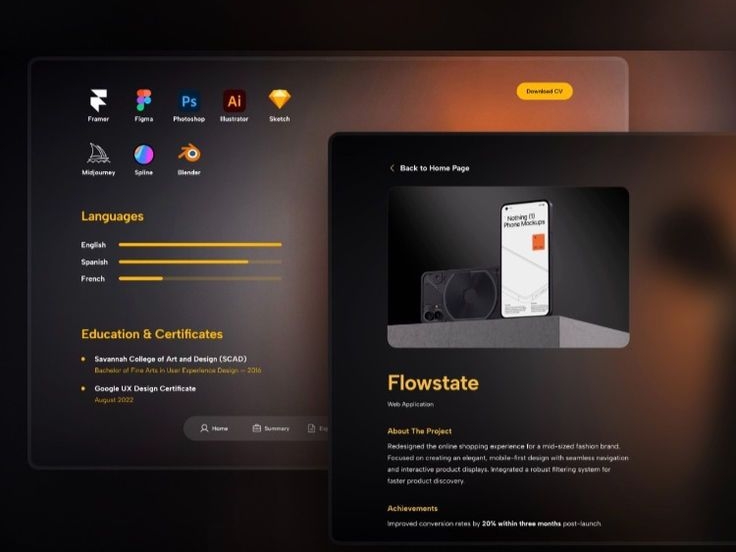 Framer
Figma
Ps
Photoshop
Ai
Illustrator
Sketch
Midjourney
Spline
Blender
Languages
English
Spanish
French
Education & Certificates
Savannah College of Art and Design (SCAD)
Bachelor of Fine Arts in User Experience Design — 2016
Google UX Design Certificate
August 2022
Home
Summary
Download CV
Back to Home Page
Nothing (1)
Phone Mockups
Flowstate
Web Application
About The Project
Redesigned the online shopping experience for a mid-sized fashion brand.
Focused on creating an elegant, mobile-first design with seamless navigation
and interactive product displays. Integrated a robust filtering system for
faster product discovery.
Achievements
Improved conversion rates by 20% within three months post-launch